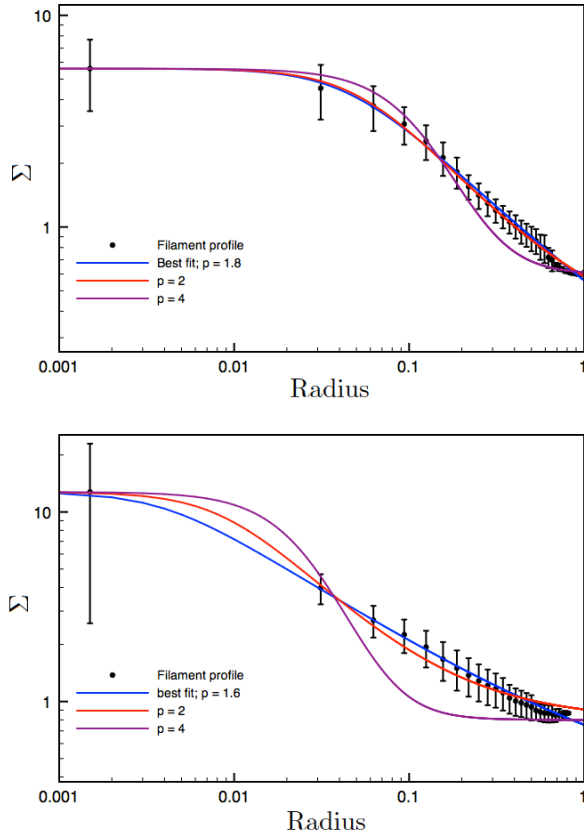 Σ
1
Filament profile
Best fit; p = 1.8
p = 2
p = 4
0.001 0.01 0.1 1
Radius
10
Σ
1
Filament profile
best fit; p = 1.6
p = 2
p = 4
0.001 0.01 0.1 1
Radius